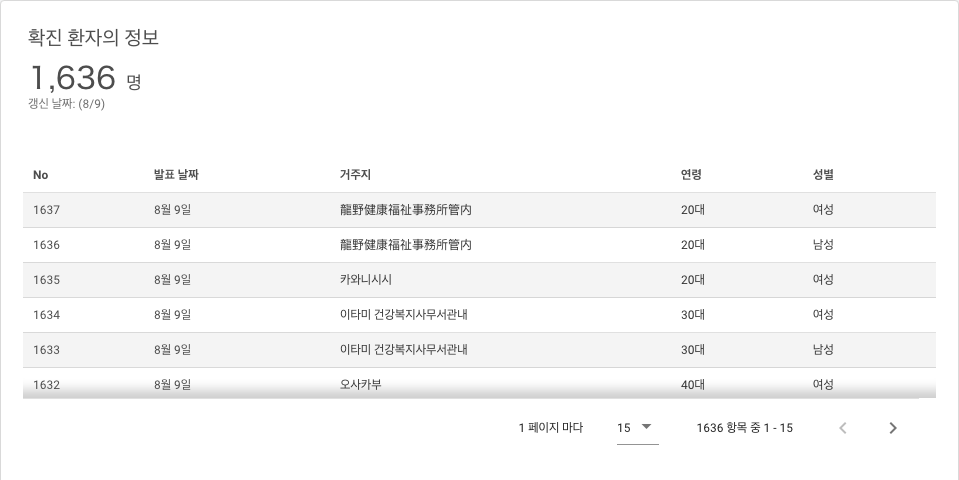 확진 환자의 정보
1,636 명
갱신 날짜: (8/9)
No 발표 날짜 거주지 연령 성별
1637 8월 9일 龍野健康福祉事務所管内 20대 여성
1636 8월 9일 龍野健康福祉事務所管内 20대 남성
1635 8월 9일 카와니시시 20대 여성
1634 8월 9일 이타미 건강복지사무서관내 30대 여성
1633 8월 9일 이타미 건강복지사무서관내 30대 남성
1632 8월 9일 오사카부 40대 여성
1 페이지 마다 15 1636 항목 중 1 - 15